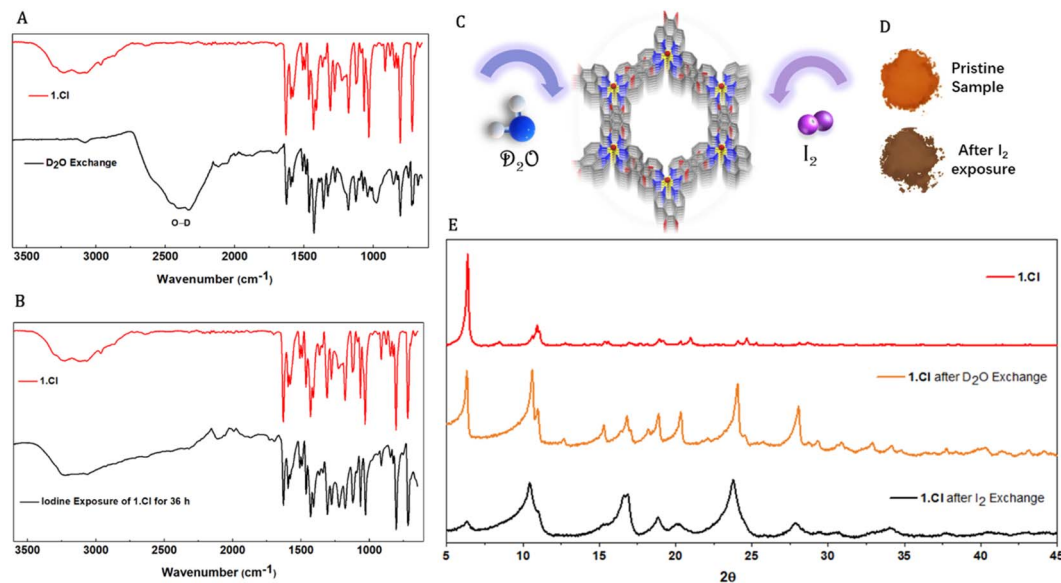 A
1.Cl
D2O Exchange
O–D
3500 3000 2500 2000 1500 1000
Wavenumber (cm-1)
B
1.Cl
Iodine Exposure of 1.Cl for 36 h
3500 3000 2500 2000 1500 1000
Wavenumber (cm-1)
C
D2O
I2
D
Pristine
Sample
After I2
exposure
E
1.Cl
1.Cl after D2O Exchange
1.Cl after I2 Exchange
5 10 15 20 25 30 35 40 45
2θ